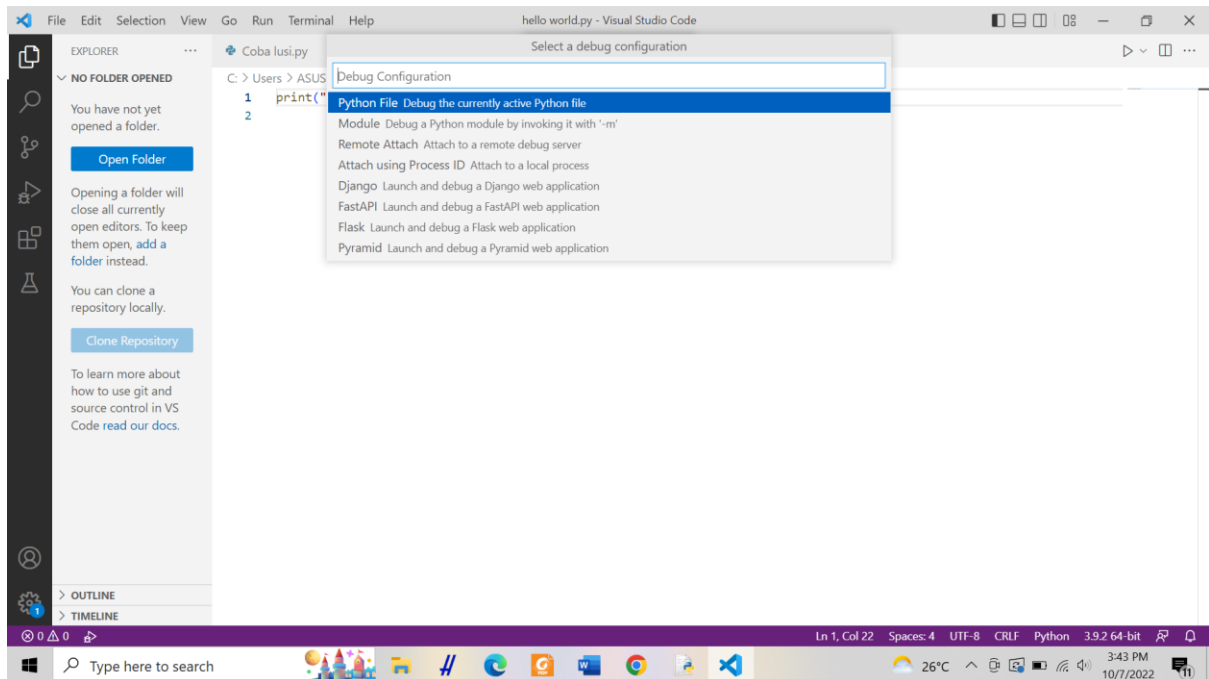 File Edit Selection View Go Run Terminal Help
hello world.py - Visual Studio Code
EXPLORER
NO FOLDER OPENED
You have not yet
opened a folder.
Open Folder
Opening a folder will
close all currently
open editors. To keep
them open, add a
folder instead.
You can clone a
repository locally.
Clone Repository
To learn more about
how to use git and
source control in VS
Code read our docs.
OUTLINE
TIMELINE
Coba lusi.py
C: > Users > ASUS
1 print("
2
Select a debug configuration
Debug Configuration
Python File Debug the currently active Python file
Module Debug a Python module by invoking it with '-m'
Remote Attach Attach to a remote debug server
Attach using Process ID Attach to a local process
Django Launch and debug a Django web application
FastAPI Launch and debug a FastAPI web application
Flask Launch and debug a Flask web application
Pyramid Launch and debug a Pyramid web application
1
0 0 Ln 1, Col 22 Spaces: 4 UTF-8 CRLF Python 3.9.2 64-bit
Type here to search
26°C
3:43 PM
10/7/2022
11